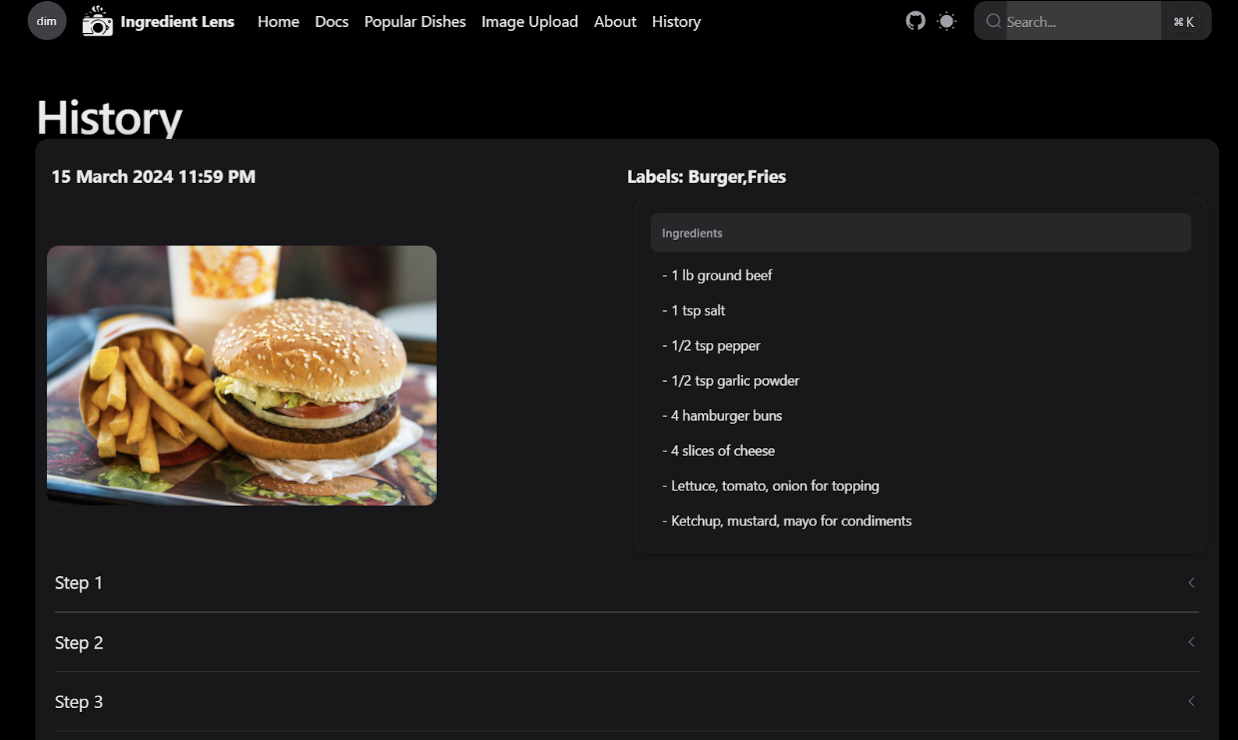 dim Ingredient Lens Home Docs Popular Dishes Image Upload About History Search... ⌘ K
History
15 March 2024 11:59 PM
Labels: Burger,Fries
Ingredients
- 1 lb ground beef
- 1 tsp salt
- 1/2 tsp pepper
- 1/2 tsp garlic powder
- 4 hamburger buns
- 4 slices of cheese
- Lettuce, tomato, onion for topping
- Ketchup, mustard, mayo for condiments
Step 1
Step 2
Step 3